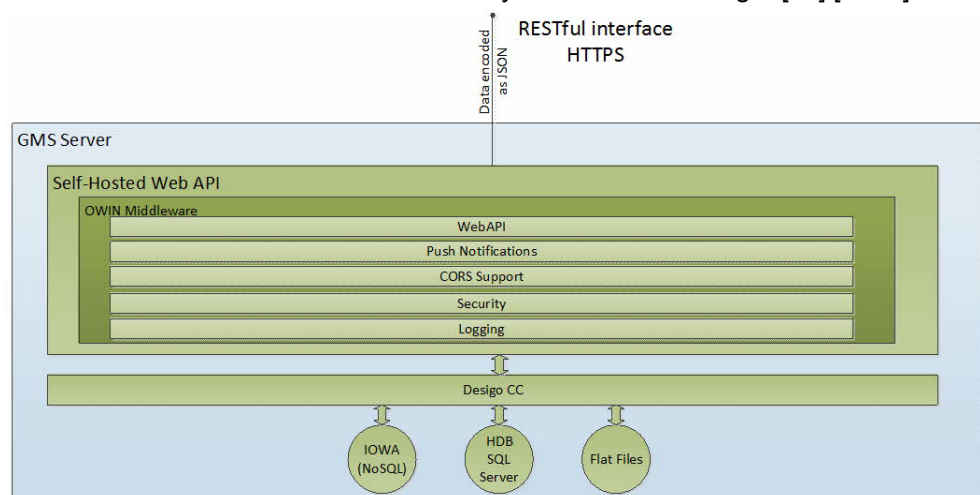 RESTful interface
HTTPS
Data encoded
as JSON
GMS Server
Self-Hosted Web API
OWIN Middleware
WebAPI
Push Notifications
CORS Support
Security
Logging
Desigo CC
IOWA
(NoSQL)
HDB
SQL
Server
Flat Files